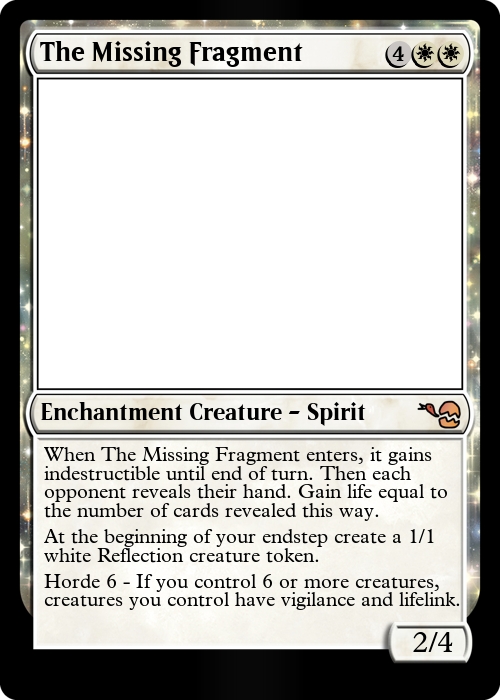 The Missing Fragment 4
Enchantment Creature - Spirit
When The Missing Fragment enters, it gains
indestructible until end of turn. Then each
opponent reveals their hand. Gain life equal to
the number of cards revealed this way.
At the beginning of your endstep create a 1/1
white Reflection creature token.
Horde 6 - If you control 6 or more creatures,
creatures you control have vigilance and lifelink.
2/4